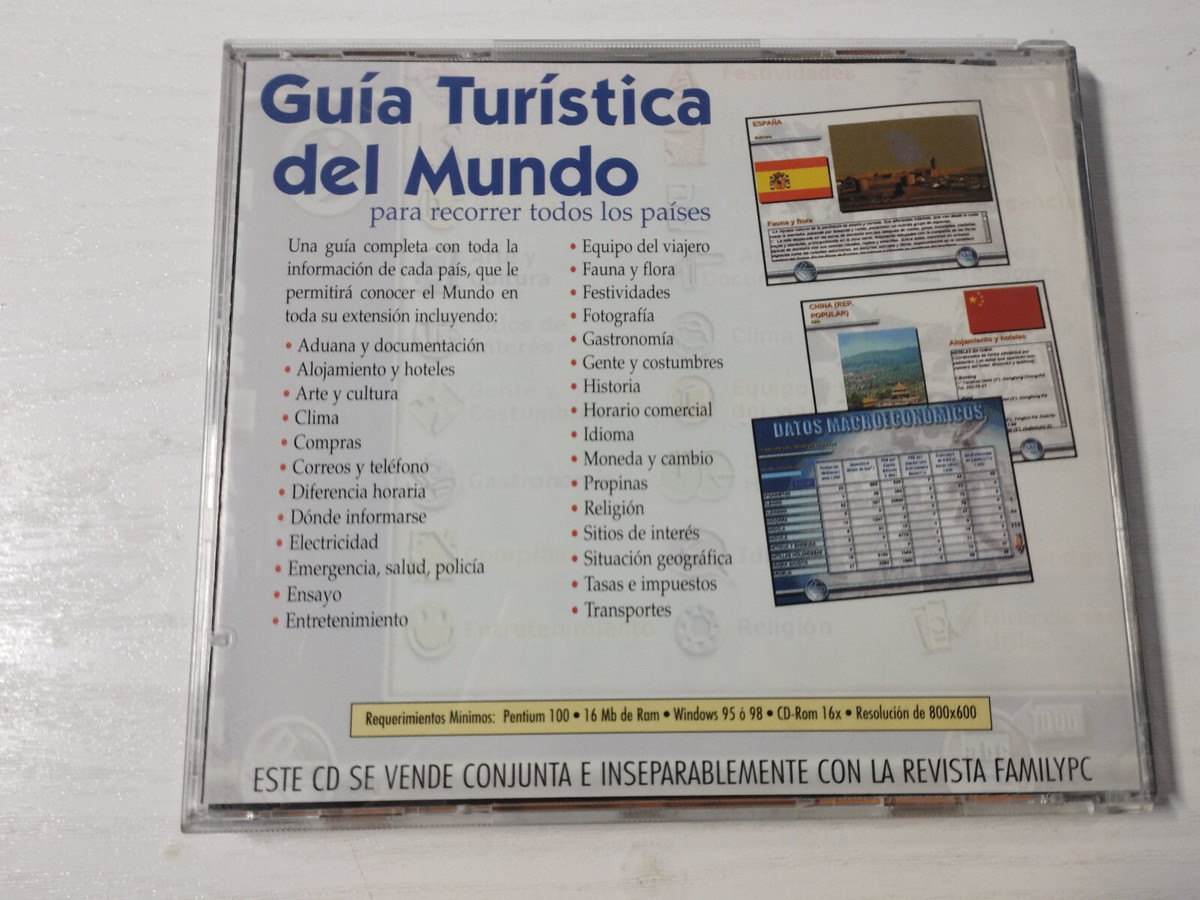 Guía Turística
del Mundo
para recorrer todos los países
Una guía completa con toda la
información de cada país, que le
permitirá conocer el Mundo en
toda su extensión incluyendo:
• Aduana y documentación
• Alojamiento y hoteles
• Arte y cultura
• Clima
• Compras
• Correos y teléfono
• Diferencia horaria
• Dónde informarse
• Electricidad
• Emergencia, salud, policía
• Ensayo
• Entretenimiento
• Equipo del viajero
• Fauna y flora
• Festividades
• Fotografía
• Gastronomía
• Gente y costumbres
• Historia
• Horario comercial
• Idioma
• Moneda y cambio
• Propinas
• Religión
• Sitios de interés
• Situación geográfica
• Tasas e impuestos
• Transportes
ESPAÑA
Fauna y flora
CHINA (REP.
POPULAR)
Alojamiento y hoteles
DATOS MACROECONÓMICOS
Festividades
Clima
Entretenimiento
Religión
Requerimientos Minimos: Pentium 100 • 16 Mb de Ram • Windows 95 ó 98 • CD-Rom 16x • Resolución de 800x600
ESTE CD SE VENDE CONJUNTA E INSEPARABLEMENTE CON LA REVISTA FAMILYPC